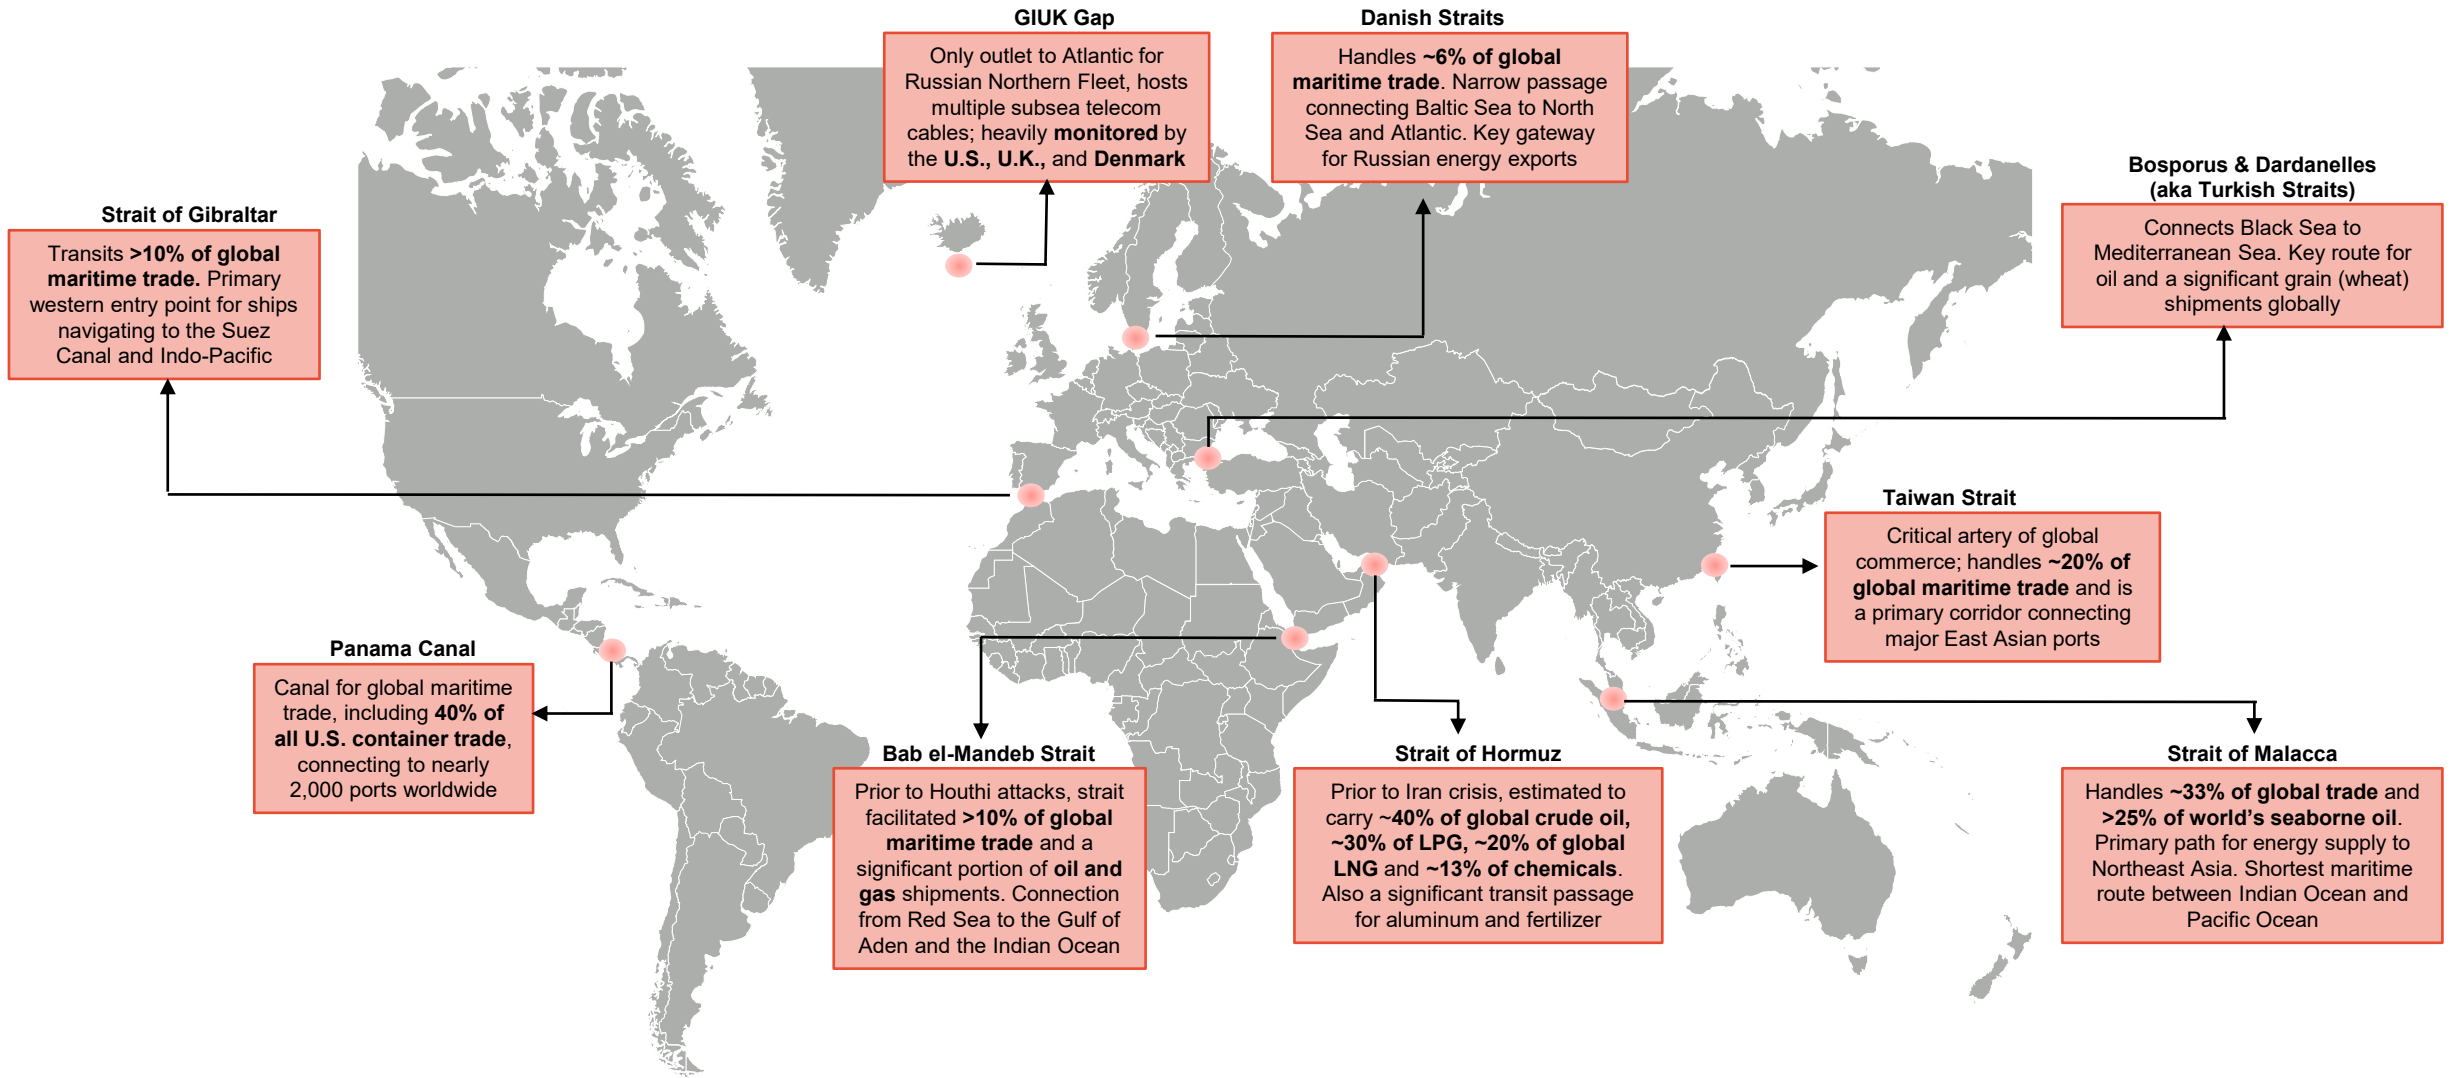 GIUK Gap
Only outlet to Atlantic for
Russian Northern Fleet, hosts
multiple subsea telecom
cables; heavily monitored by
the U.S., U.K., and Denmark
Danish Straits
Handles ~6% of global
maritime trade. Narrow passage
connecting Baltic Sea to North
Sea and Atlantic. Key gateway
for Russian energy exports
Bosporus & Dardanelles
(aka Turkish Straits)
Connects Black Sea to
Mediterranean Sea. Key route for
oil and a significant grain (wheat)
shipments globally
Strait of Gibraltar
Transits >10% of global
maritime trade. Primary
western entry point for ships
navigating to the Suez
Canal and Indo-Pacific
Taiwan Strait
Critical artery of global
commerce; handles ~20% of
global maritime trade and is
a primary corridor connecting
major East Asian ports
Panama Canal
Canal for global maritime
trade, including 40% of
all U.S. container trade,
connecting to nearly
2,000 ports worldwide
Bab el-Mandeb Strait
Prior to Houthi attacks, strait
facilitated >10% of global
maritime trade and a
significant portion of oil and
gas shipments. Connection
from Red Sea to the Gulf of
Aden and the Indian Ocean
Strait of Hormuz
Prior to Iran crisis, estimated to
carry ~40% of global crude oil,
~30% of LPG, ~20% of global
LNG and ~13% of chemicals.
Also a significant transit passage
for aluminum and fertilizer
Strait of Malacca
Handles ~33% of global trade and
>25% of world's seaborne oil.
Primary path for energy supply to
Northeast Asia. Shortest maritime
route between Indian Ocean and
Pacific Ocean